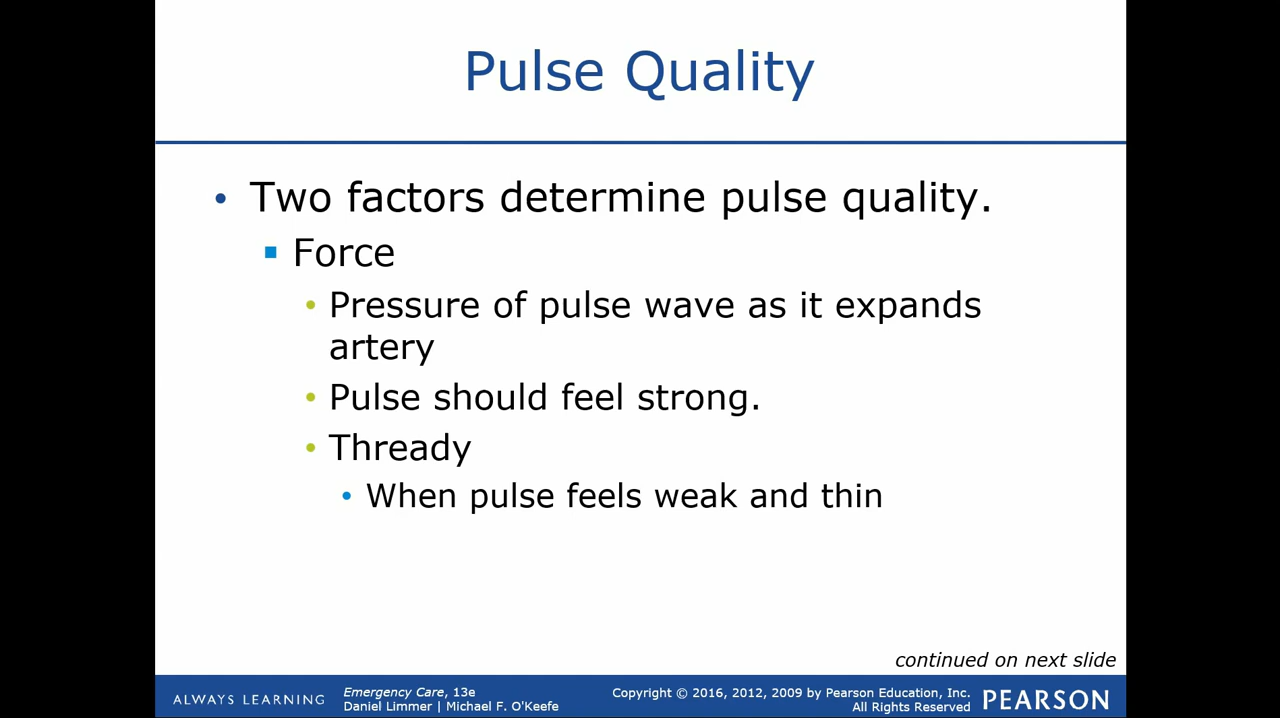 Pulse Quality
• Two factors determine pulse quality.
▪ Force
• Pressure of pulse wave as it expands
artery
• Pulse should feel strong.
• Thready
• When pulse feels weak and thin
continued on next slide
ALWAYS LEARNING
Emergency Care, 13e
Daniel Limmer | Michael F. O'Keefe
Copyright © 2016, 2012, 2009 by Pearson Education, Inc.
All Rights Reserved
PEARSON